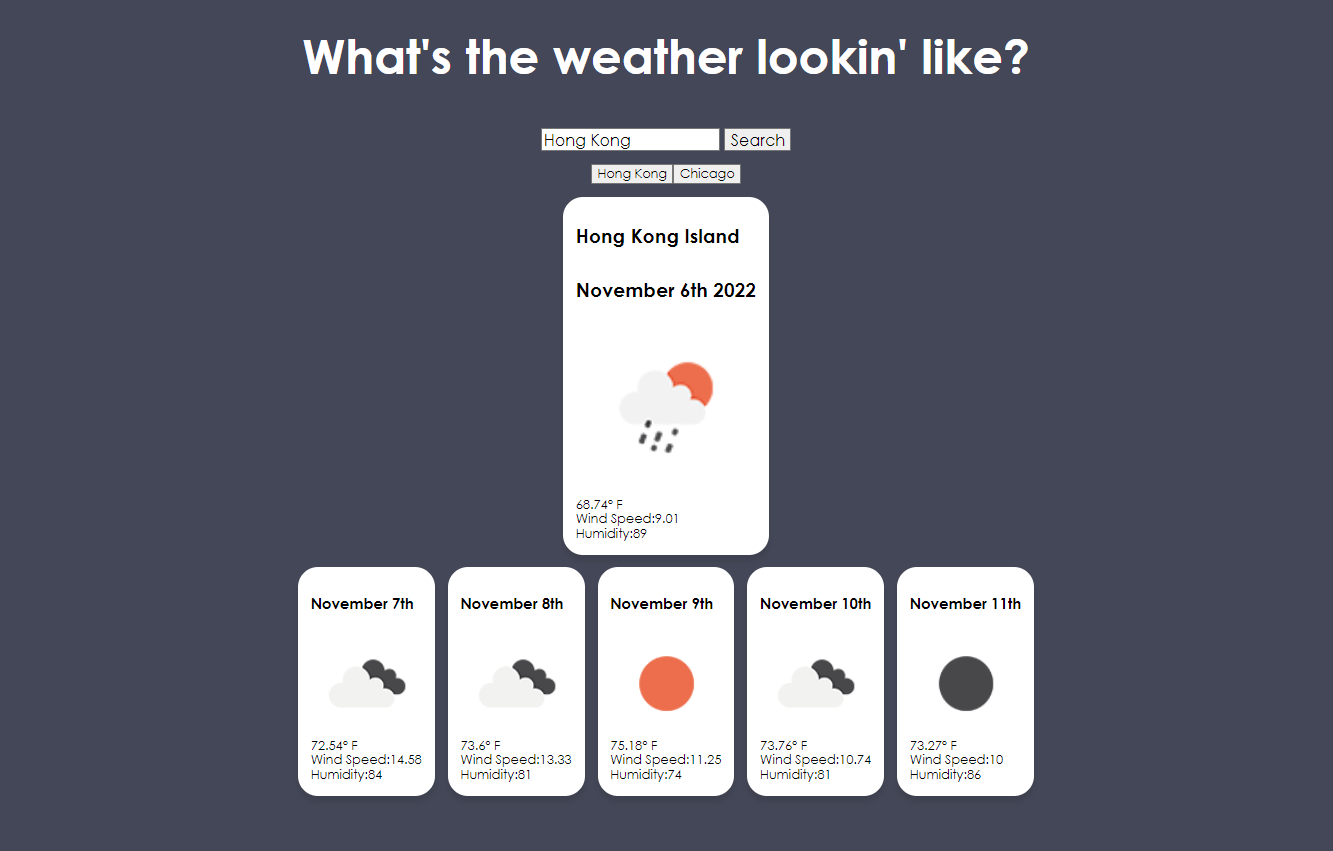 What's the weather lookin' like?
Hong Kong Search
Hong Kong Chicago
Hong Kong Island
November 6th 2022
68.74° F
Wind Speed:9.01
Humidity:89
November 7th
72.54° F
Wind Speed:14.58
Humidity:84
November 8th
73.6° F
Wind Speed:13.33
Humidity:81
November 9th
75.18° F
Wind Speed:11.25
Humidity:74
November 10th
73.76° F
Wind Speed:10.74
Humidity:81
November 11th
73.27° F
Wind Speed:10
Humidity:86